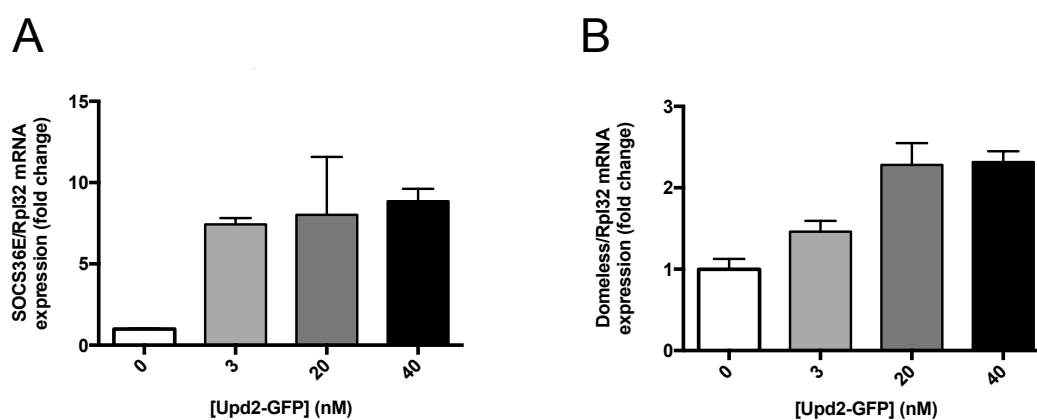 A
SOCS36E/Rpl32 mRNA
expression (fold change)
15
10
5
0
0
3
20
40
[Upd2-GFP] (nM)
B
Domeless/Rpl32 mRNA
expression (fold change)
3
2
1
0
0
3
20
40
[Upd2-GFP] (nM)